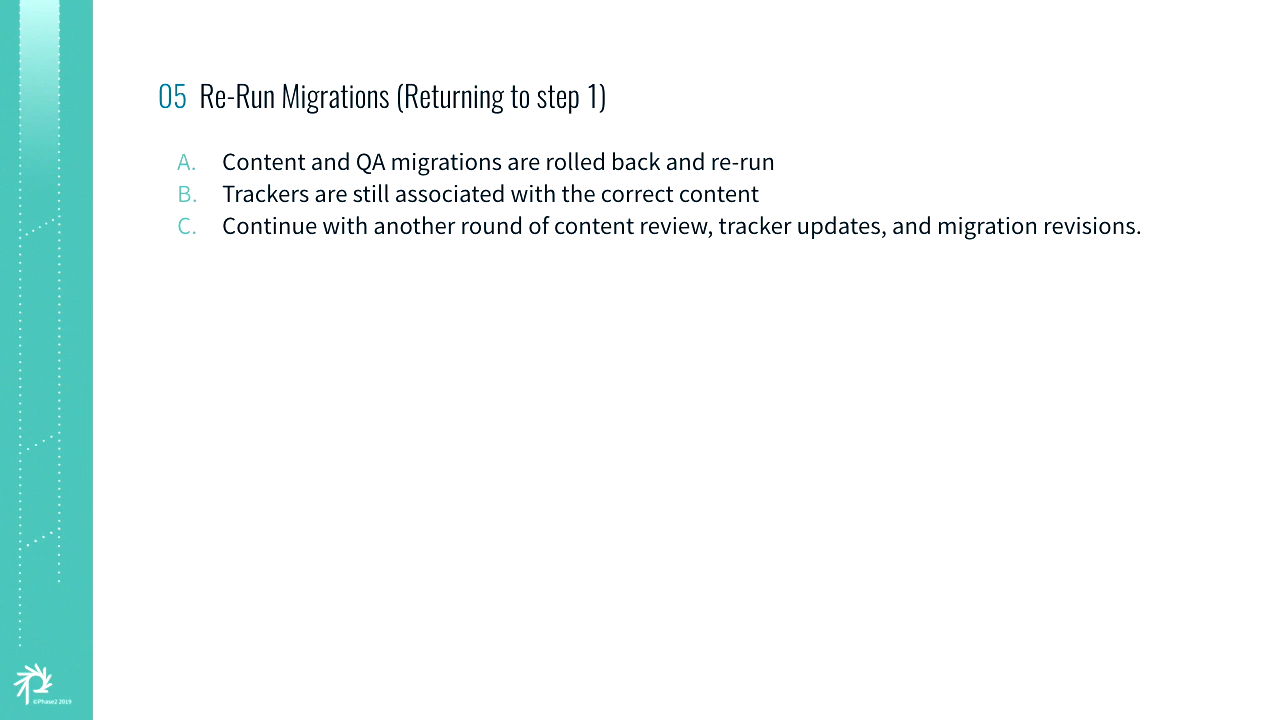 05 Re-Run Migrations (Returning to step 1)
A. Content and QA migrations are rolled back and re-run
B. Trackers are still associated with the correct content
C. Continue with another round of content review, tracker updates, and migration revisions.
©Phase2 2019